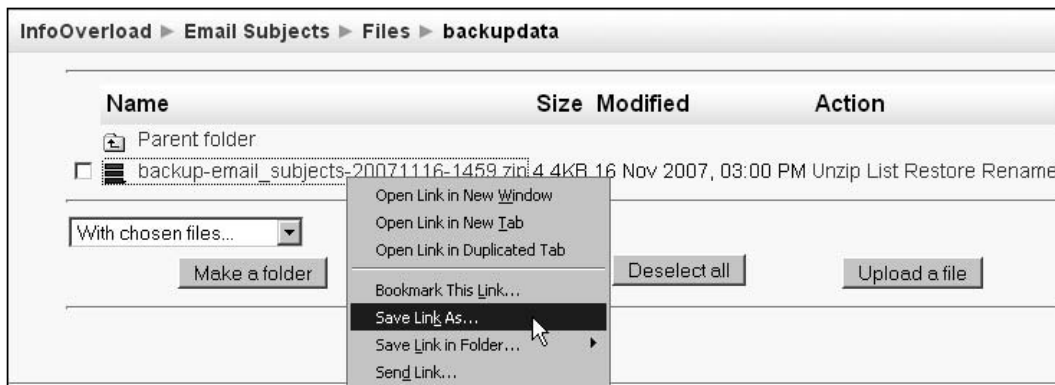 InfoOverload ► Email Subjects ► Files ► backupdata
Name Size Modified Action
Parent folder
backup-email_subjects-20071116-1459.zip 4.4KB 16 Nov 2007, 03:00 PM Unzip List Restore Rename
Open Link in New Window
Open Link in New Tab
Open Link in Duplicated Tab
With chosen files...
Make a folder
Deselect all
Upload a file
Bookmark This Link...
Save Link As...
Save Link in Folder...
Send Link...